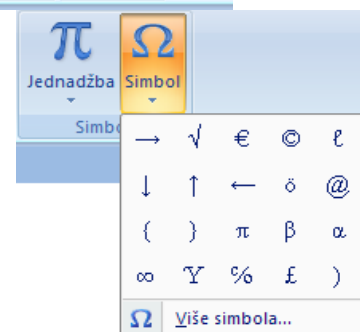 π Ω
Jednadžba Simbol
Simbo
→ √ € © ℓ
↓ ↑ ← ö @
{ } π β α
∞ Υ % £ )
Ω Više simbola...